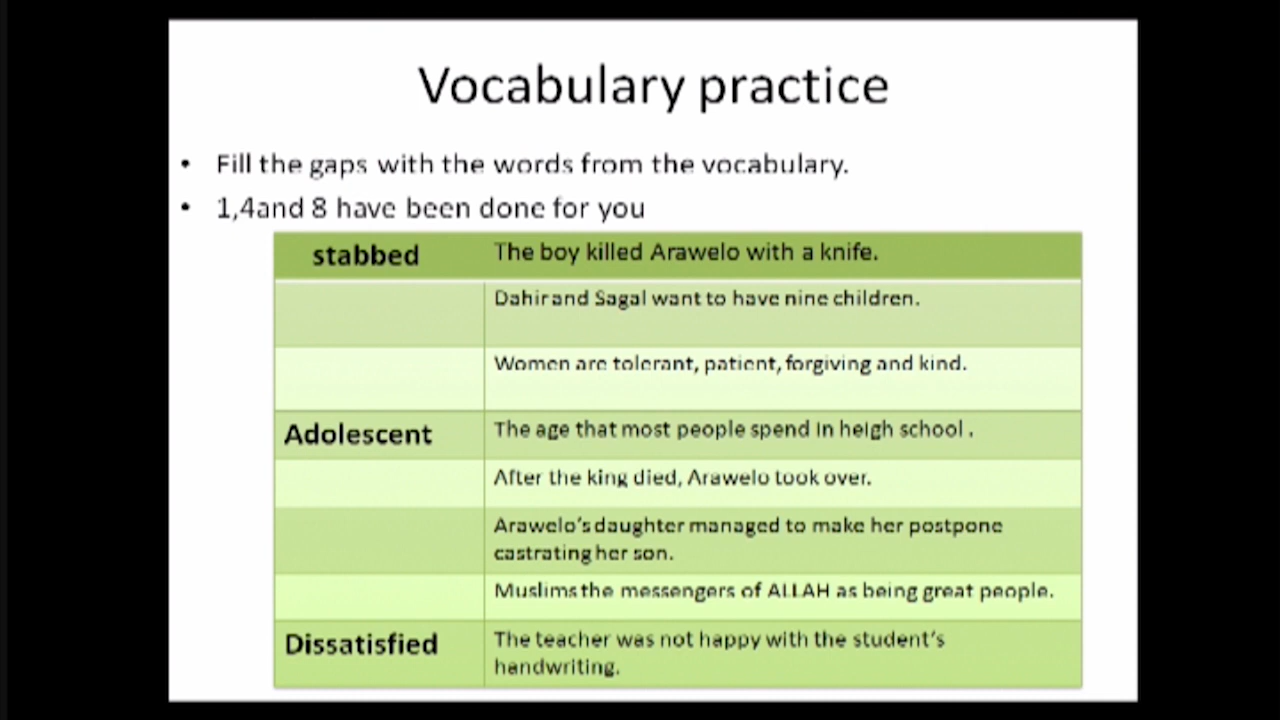 Vocabulary practice
• Fill the gaps with the words from the vocabulary.
• 1,4and 8 have been done for you
stabbed The boy killed Arawelo with a knife.
Dahir and Sagal want to have nine children.
Women are tolerant, patient, forgiving and kind.
Adolescent The age that most people spend in heigh school .
After the king died, Arawelo took over.
Arawelo's daughter managed to make her postpone
castrating her son.
Muslims the messengers of ALLAH as being great people.
Dissatisfied The teacher was not happy with the student's
handwriting.